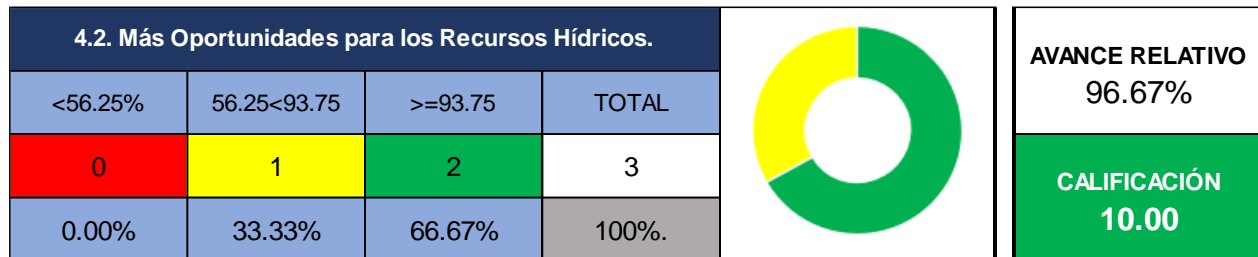 4.2. Más Oportunidades para los Recursos Hídricos.
<56.25% 56.25<93.75 >=93.75 TOTAL
0 1 2 3
0.00% 33.33% 66.67% 100%.
AVANCE RELATIVO
96.67%
CALIFICACIÓN
10.00